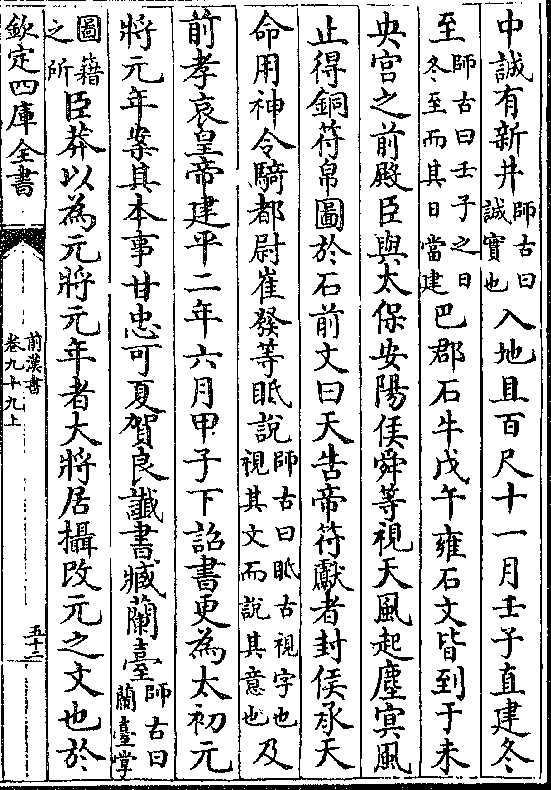 中誠有新井師古曰誠實也入地且百尺十一月壬子直建冬
至師古曰壬子之日冬至而其日當建巴郡石牛戊午雍石文皆到于未
央宫之前殿臣與太保安陽侯舜等視天風起塵㝠風
止得銅符帛圖於石前文曰天告帝符獻者封侯承天
命用神令騎都尉崔發等眡説師古曰眡古視字也視其文而說其意也及
前孝哀皇帝建平二年六月甲子下詔書更為太初元
將元年案其本事甘忠可夏賀良讖書臧蘭臺師古曰蘭臺掌
圖籍之所臣莽以為元將元年者大將居攝改元之文也於
欽定四庫全書
前漢書
卷九十九上
五十二